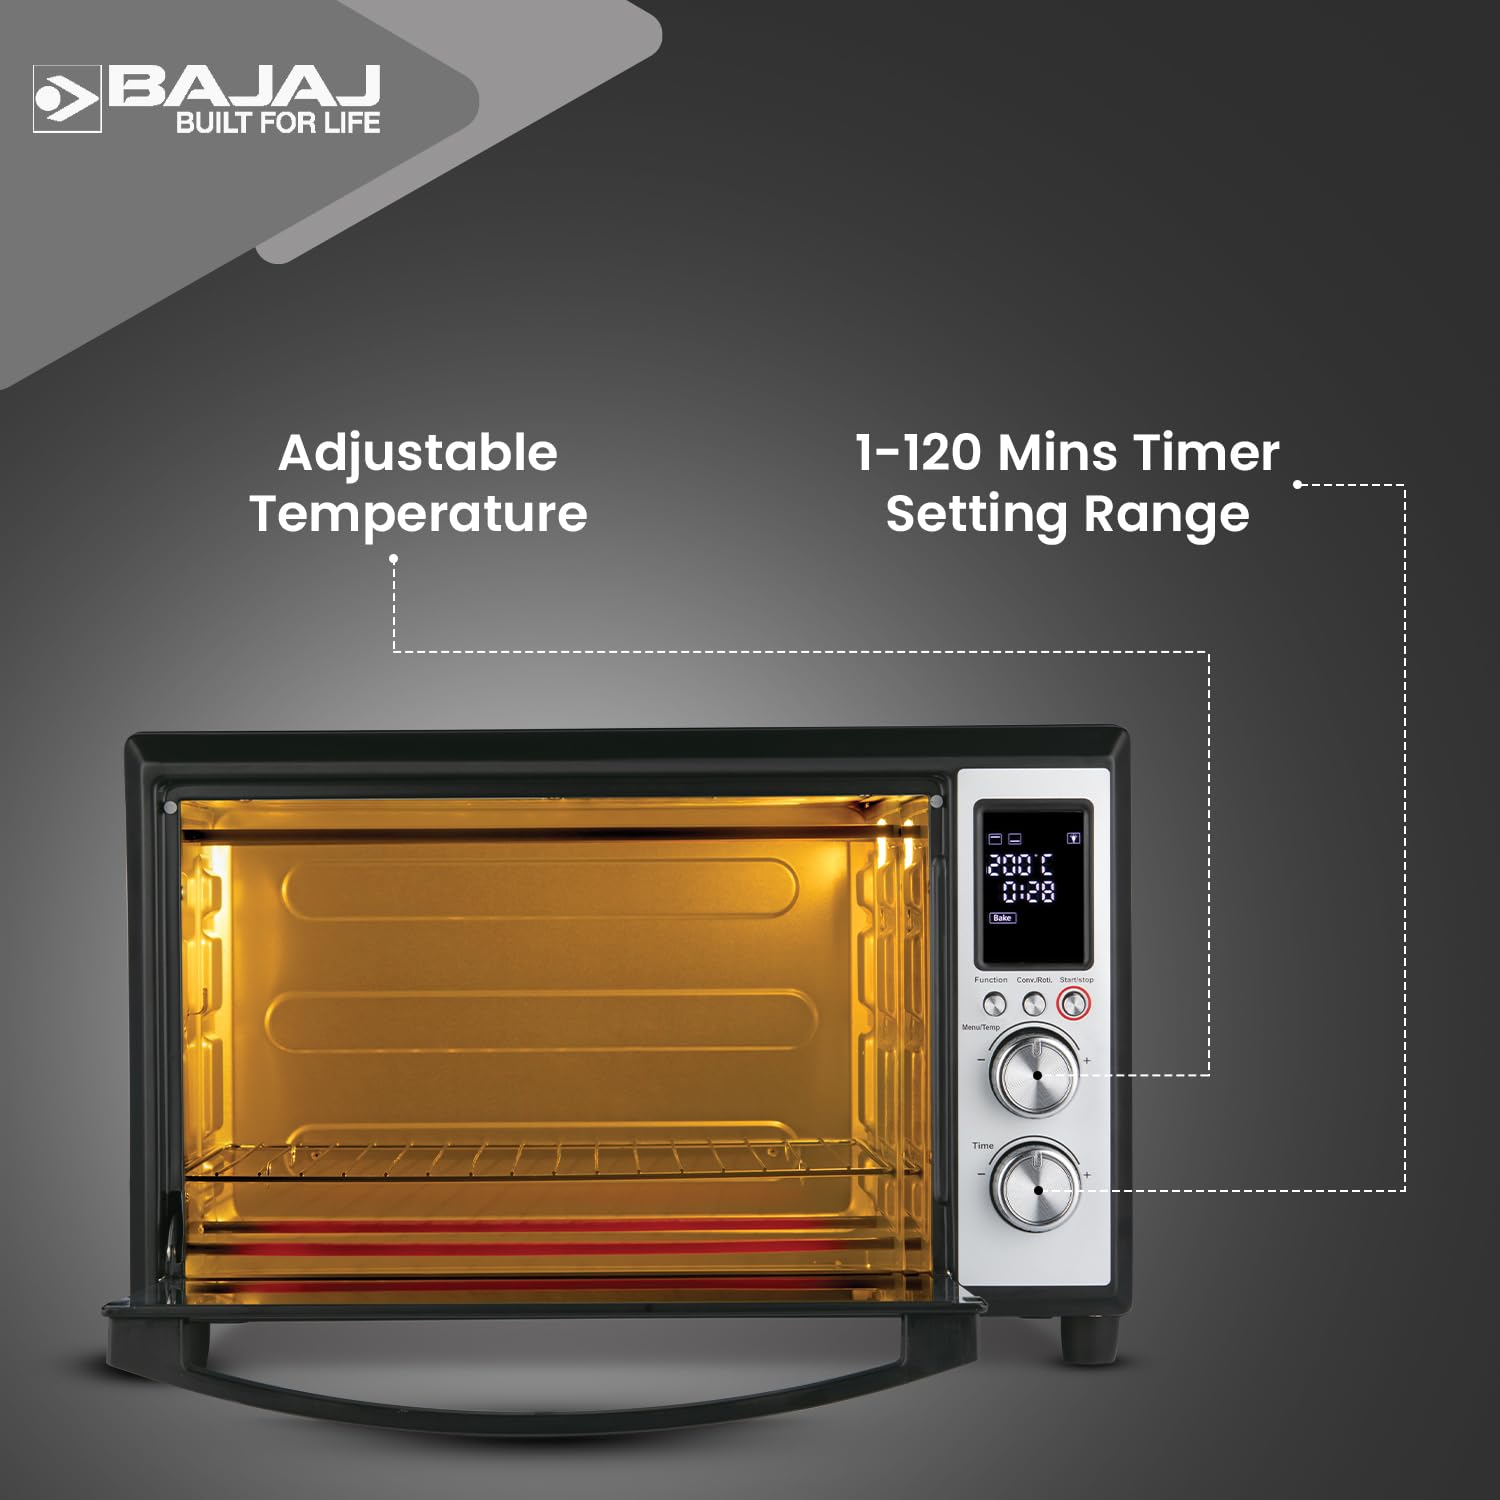 BAJAJ
BUILT FOR LIFE
Adjustable
Temperature
1-120 Mins Timer
Setting Range
200°C
0:28
Bake
Function Conv./Roti. Start/stop
Menu/Temp
- +
Time
- +